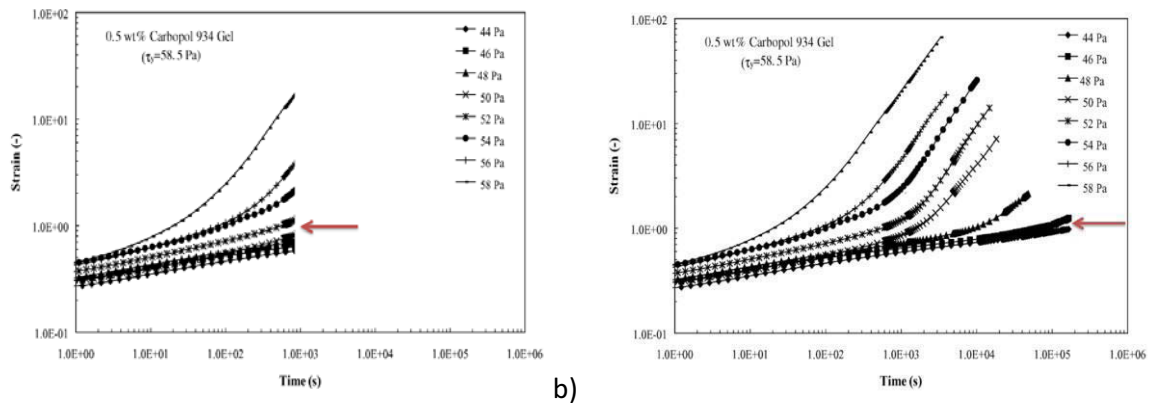 1.0E+02
1.0E+01
1.0E+00
1.0E-01
Strain (-)
0.5 wt% Carbopol 934 Gel
(τy=58.5 Pa)
44 Pa
46 Pa
48 Pa
50 Pa
52 Pa
54 Pa
56 Pa
58 Pa
1.0E+00 1.0E+01 1.0E+02 1.0E+03 1.0E+04 1.0E+05 1.0E+06
Time (s)
b)
1.0E+02
1.0E+01
1.0E+00
1.0E-01
Strain (-)
0.5 wt% Carbopol 934 Gel
(τy=58.5 Pa)
44 Pa
46 Pa
48 Pa
50 Pa
52 Pa
54 Pa
56 Pa
58 Pa
1.0E+00 1.0E+01 1.0E+02 1.0E+03 1.0E+04 1.0E+05 1.0E+06
Time (s)